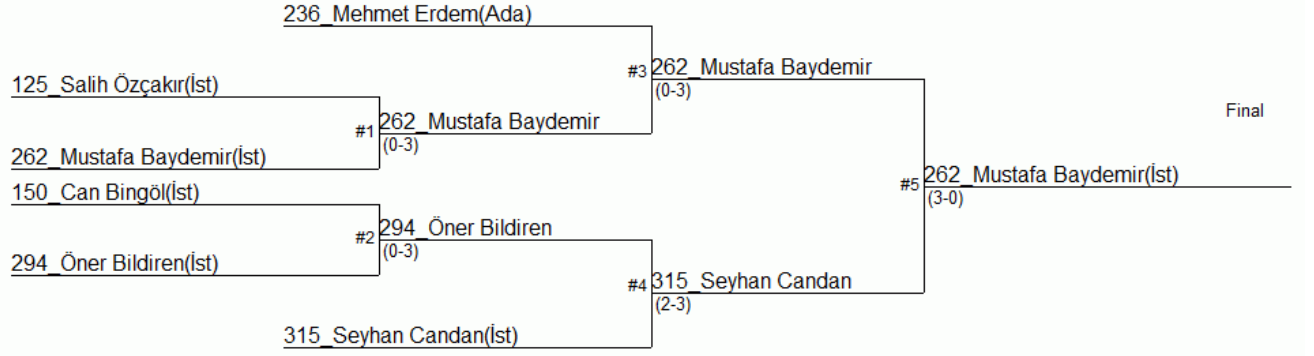 236_Mehmet Erdem(Ada)
#3 262_Mustafa Baydemir
(0-3)
125_Salih Özçakır(İst)
Final
#1 262_Mustafa Baydemir
(0-3)
262_Mustafa Baydemir(İst)
#5 262_Mustafa Baydemir(İst)
(3-0)
150_Can Bingöl(İst)
#2 294_Öner Bildiren
(0-3)
294_Öner Bildiren(İst)
#4 315_Seyhan Candan
(2-3)
315_Seyhan Candan(İst)